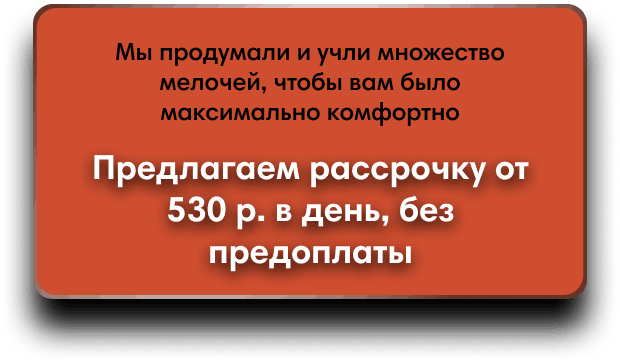 Мы продумали и учли множество
мелочей, чтобы вам было
максимально комфортно
Предлагаем рассрочку от
530 р. в день, без
предоплаты